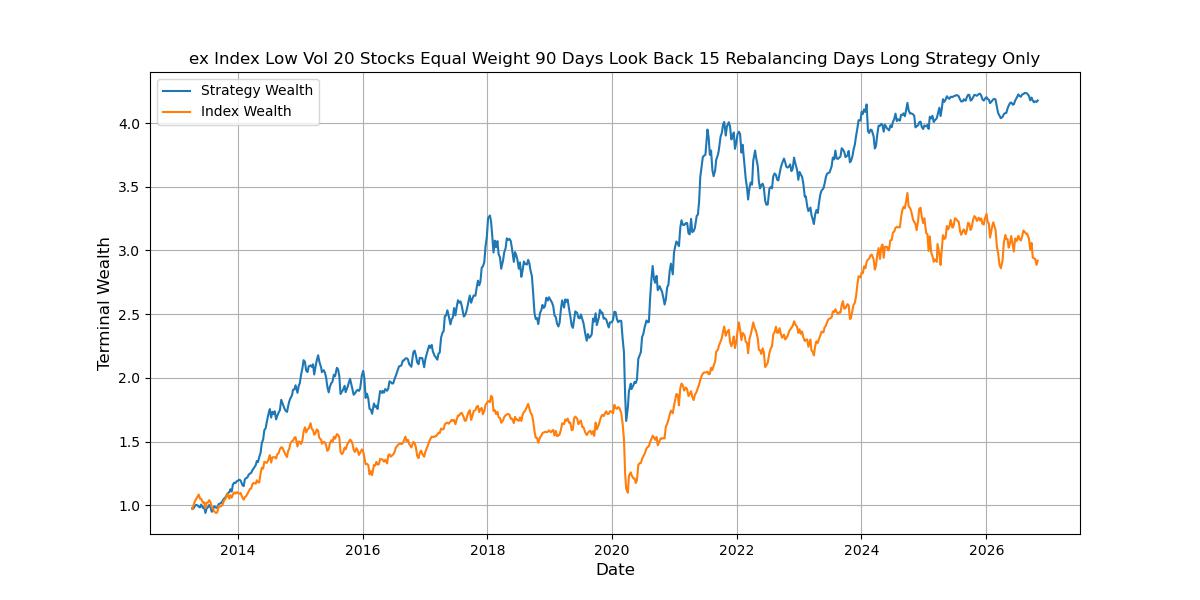 ex Index Low Vol 20 Stocks Equal Weight 90 Days Look Back 15 Rebalancing Days Long Strategy Only
Strategy Wealth
Index Wealth
Terminal Wealth
4.0
3.5
3.0
2.5
2.0
1.5
1.0
2014 2016 2018 2020 2022 2024 2026
Date